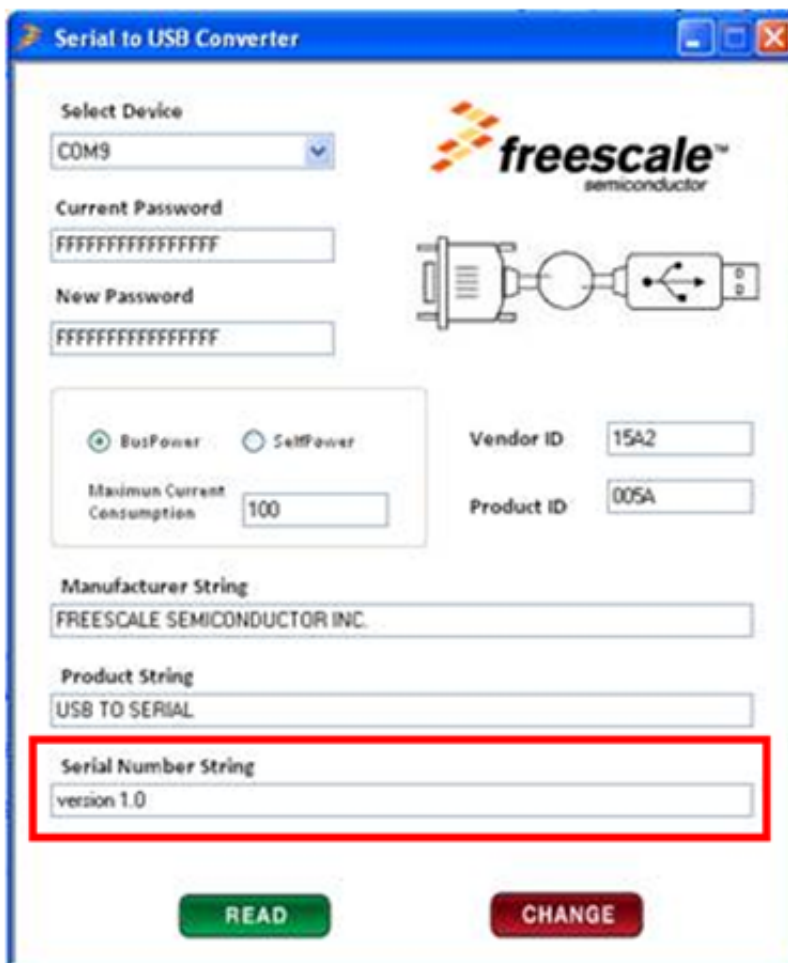 Serial to USB Converter
Select Device
COM9
freescale™
semiconductor
Current Password
FFFFFFFFFFFFFFFF
New Password
FFFFFFFFFFFFFFFF
BusPower SelfPower
Vendor ID 15A2
Maximun Current
Consumption 100
Product ID 005A
Manufacturer String
FREESCALE SEMICONDUCTOR INC.
Product String
USB TO SERIAL
Serial Number String
version 1.0
READ CHANGE